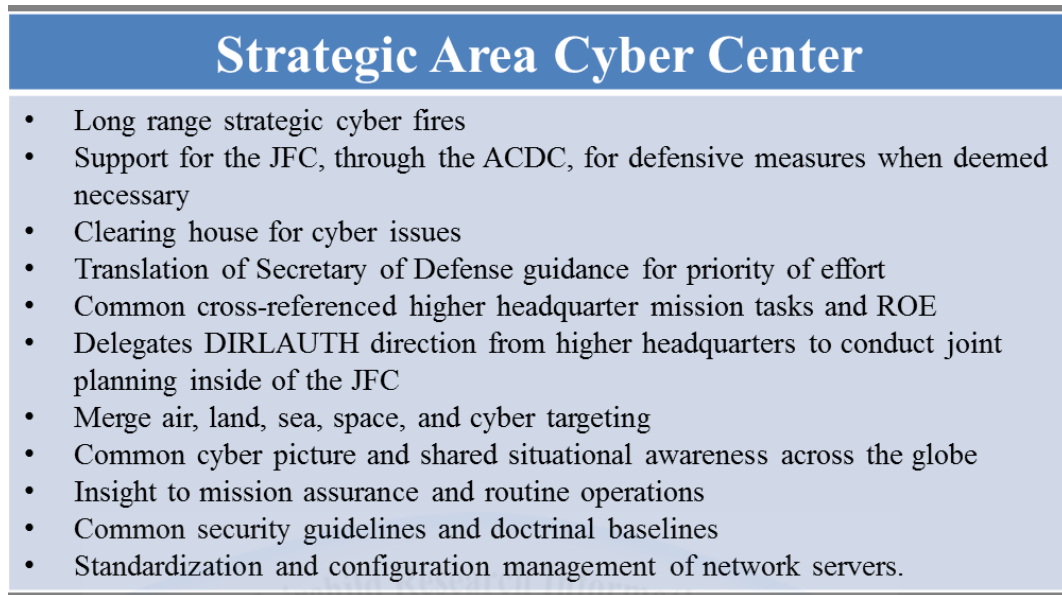 Strategic Area Cyber Center
• Long range strategic cyber fires
• Support for the JFC, through the ACDC, for defensive measures when deemed
necessary
• Clearing house for cyber issues
• Translation of Secretary of Defense guidance for priority of effort
• Common cross-referenced higher headquarter mission tasks and ROE
• Delegates DIRLAUTH direction from higher headquarters to conduct joint
planning inside of the JFC
• Merge air, land, sea, space, and cyber targeting
• Common cyber picture and shared situational awareness across the globe
• Insight to mission assurance and routine operations
• Common security guidelines and doctrinal baselines
• Standardization and configuration management of network servers.
Research